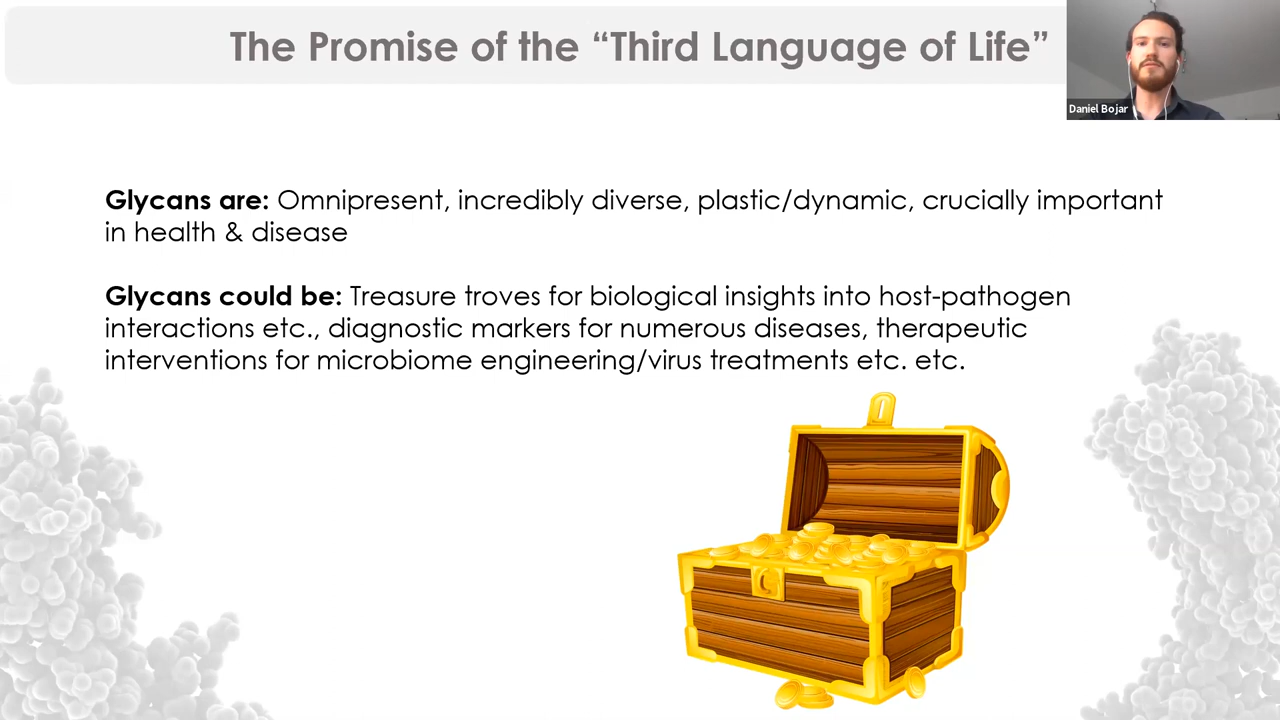 The Promise of the “Third Language of Life”
Daniel Bojar
Glycans are: Omnipresent, incredibly diverse, plastic/dynamic, crucially important
in health & disease
Glycans could be: Treasure troves for biological insights into host-pathogen
interactions etc., diagnostic markers for numerous diseases, therapeutic
interventions for microbiome engineering/virus treatments etc. etc.